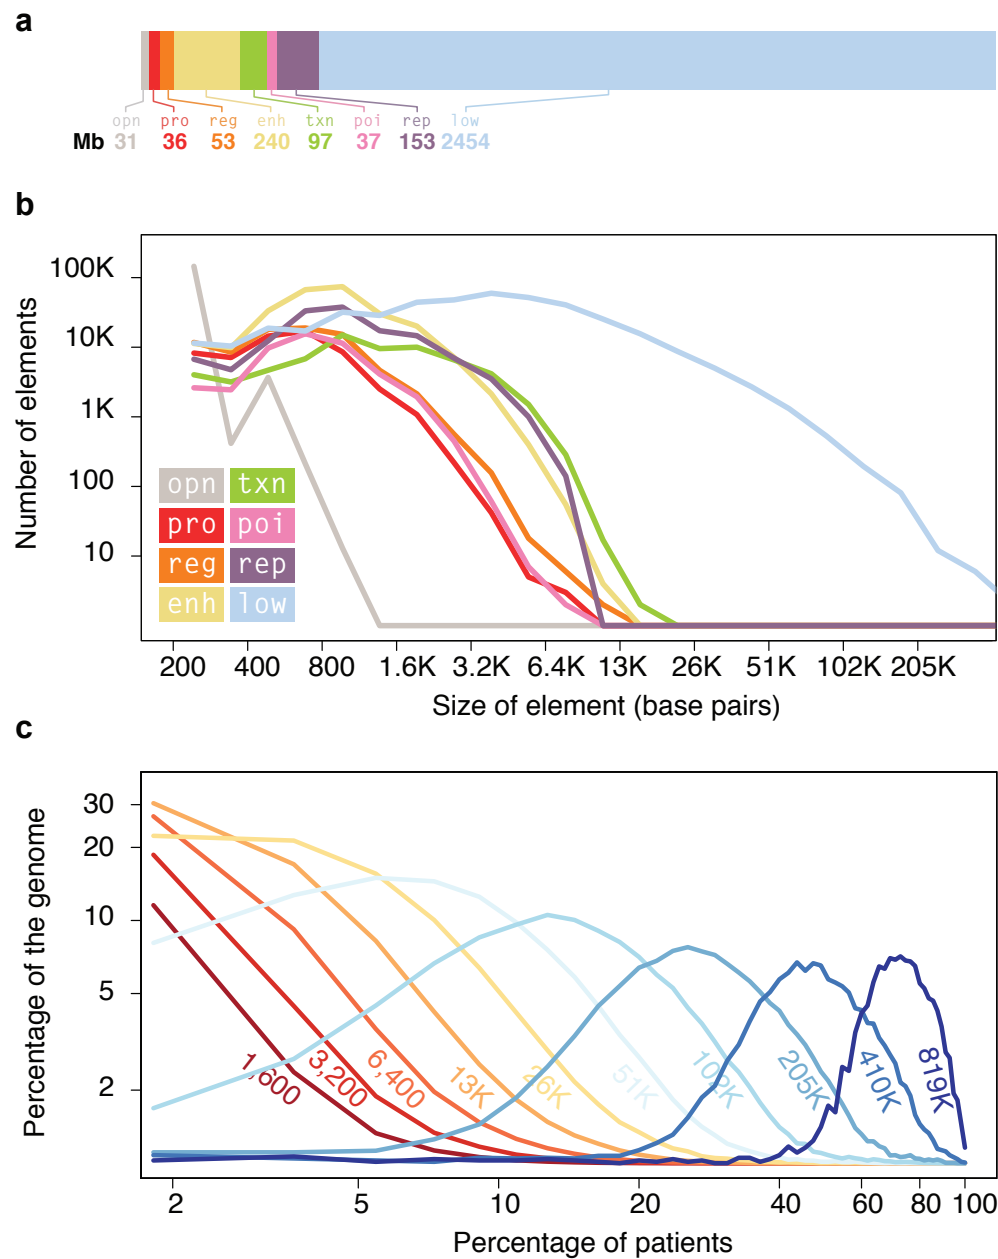 a
opn pro reg enh txn poi rep low
Mb 31 36 53 240 97 37 153 2454
b
Number of elements
100K
10K
1K
100
10
opn txn
pro poi
reg rep
enh low
200 400 800 1.6K 3.2K 6.4K 13K 26K 51K 102K 205K
Size of element (base pairs)
c
Percentage of the genome
30
20
10
5
2
1,600 3,200 6,400 13K 26K 51K 102K 205K 410K 819K
2 5 10 20 40 60 80 100
Percentage of patients